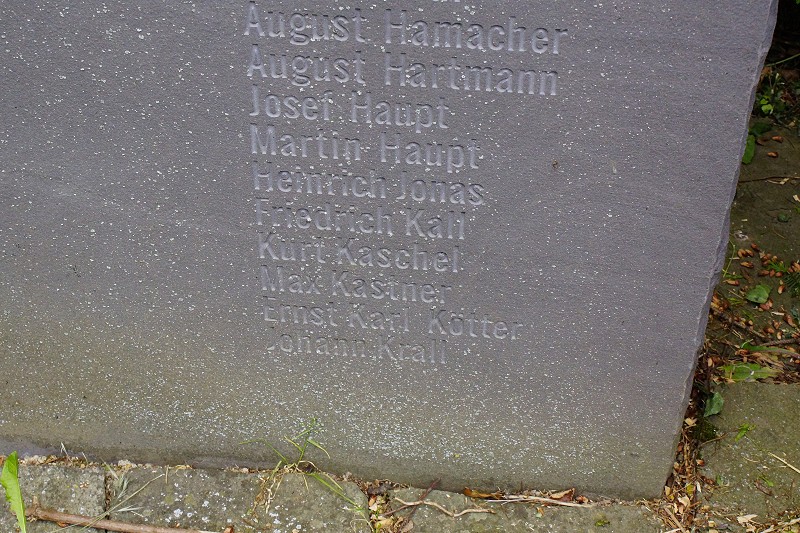 August Hamacher
August Hartmann
Josef Haupt
Martin Haupt
Heinrich Jonas
Friedrich Kall
Kurt Kaschel
Max Kastner
Ernst Karl Kötter
Johann Krall